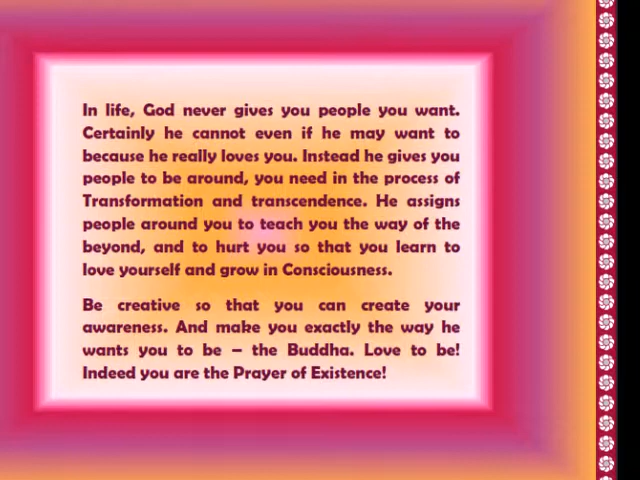 In life, God never gives you people you want.
Certainly he cannot even if he may want to
because he really loves you. Instead he gives you
people to be around, you need in the process of
Transformation and transcendence. He assigns
people around you to teach you the way of the
beyond, and to hurt you so that you learn to
love yourself and grow in Consciousness.
Be creative so that you can create your
awareness. And make you exactly the way he
wants you to be – the Buddha. Love to be!
Indeed you are the Prayer of Existence!